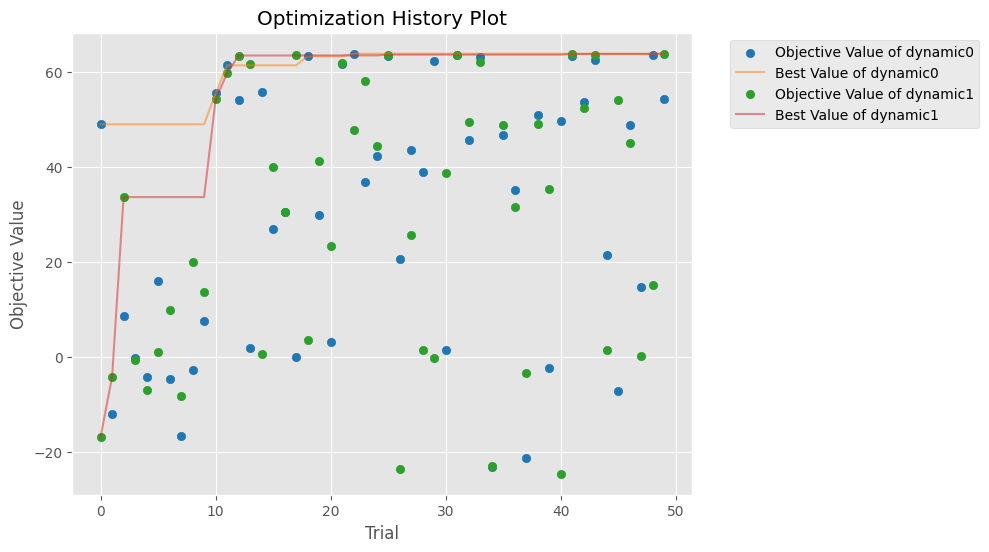 Optimization History Plot
Objective Value
60
40
20
0
−20
0
10
20
30
40
50
Trial
Objective Value of dynamic0
Best Value of dynamic0
Objective Value of dynamic1
Best Value of dynamic1